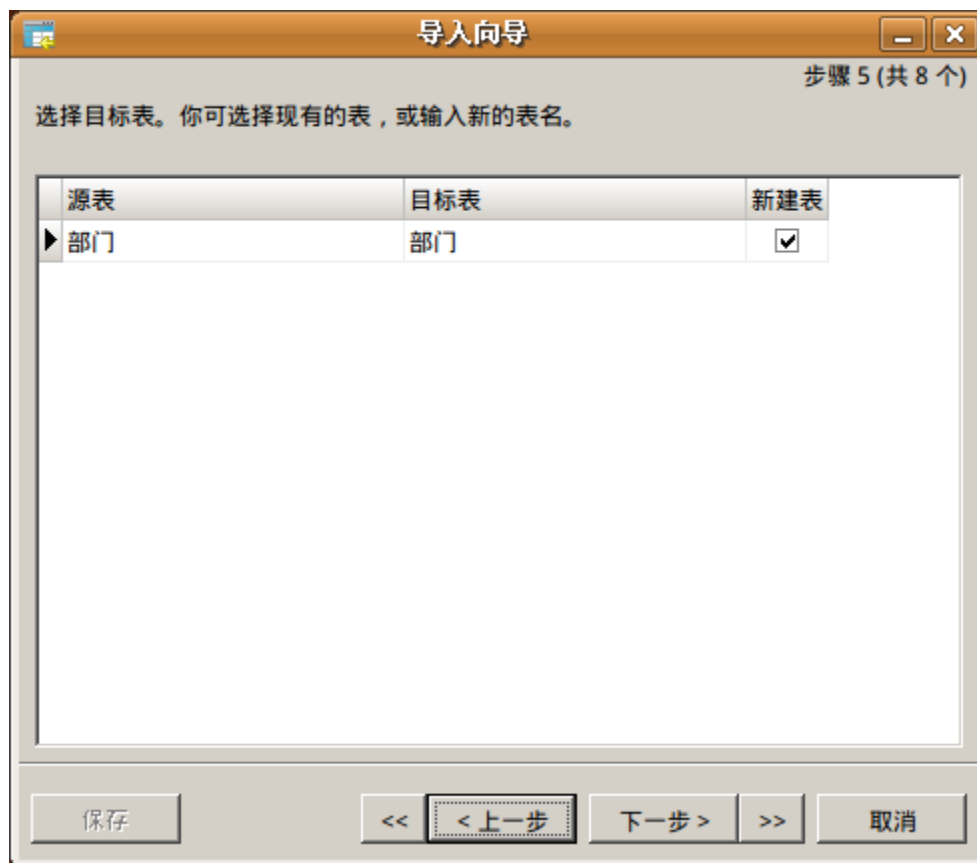 导入向导
步骤 5 (共 8 个)
选择目标表。你可选择现有的表，或输入新的表名。
源表 目标表 新建表
部门 部门
保存 << < 上一步 下一步 > >> 取消